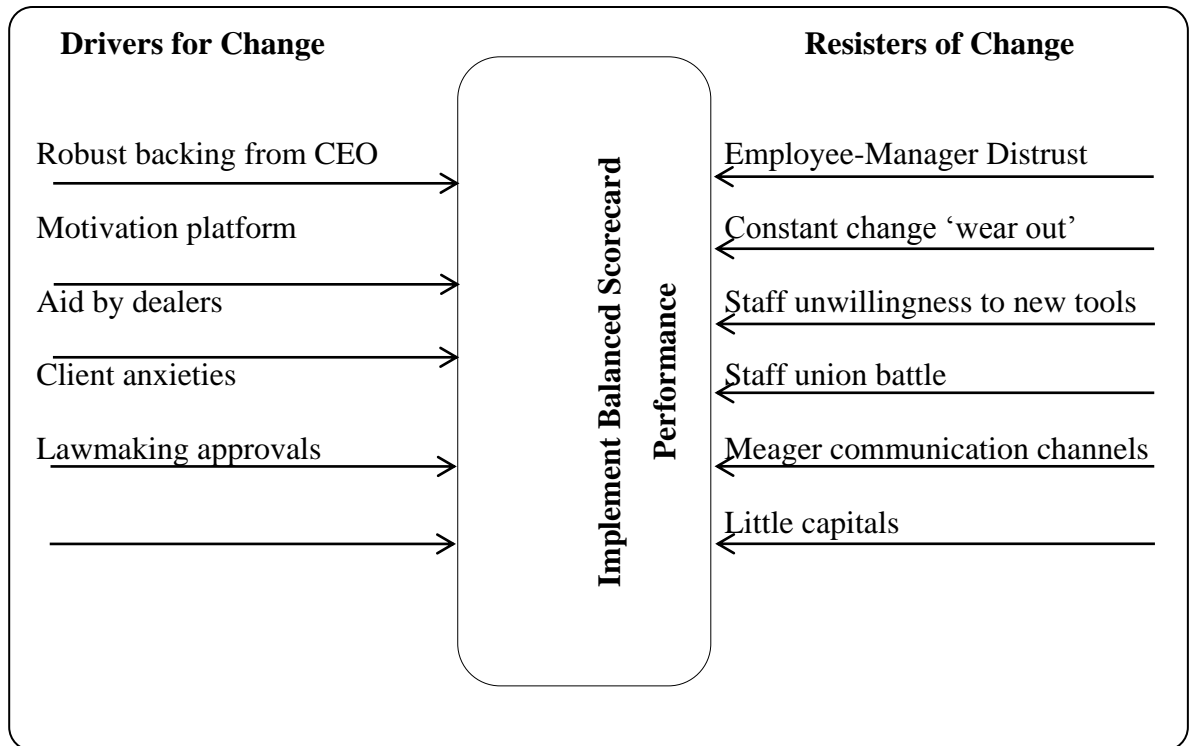 Drivers for Change
Robust backing from CEO
Motivation platform
Aid by dealers
Client anxieties
Lawmaking approvals
Implement Balanced Scorecard
Performance
Resisters of Change
Employee-Manager Distrust
Constant change ‘wear out’
Staff unwillingness to new tools
Staff union battle
Meager communication channels
Little capitals